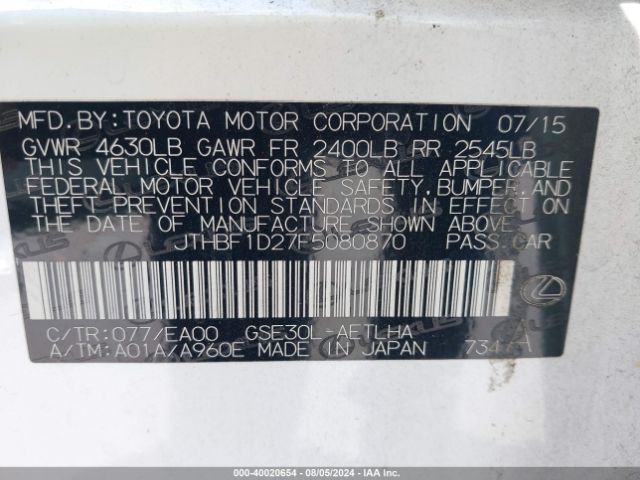 MFD.BY:TOYOTA MOTOR CORPORATION 07/15
GVWR 4630LB GAWR FR 2400LB RR 2545LB
THIS VEHICLE CONFORMS TO ALL APPLICABLE
FEDERAL MOTOR VEHICLE SAFETY, BUMPER, AND
THEFT PREVENTION STANDARDS IN EFFECT ON
THE DATE OF MANUFACTURE SHOWN ABOVE.
JTHBF1D27F5080870 PASS.CAR
C/TR:077/EA00 GSE30L-AETLHA
A/TM:A01A/A960E MADE IN JAPAN
000-40020654 - 08/05/2024 - IAAI.COM